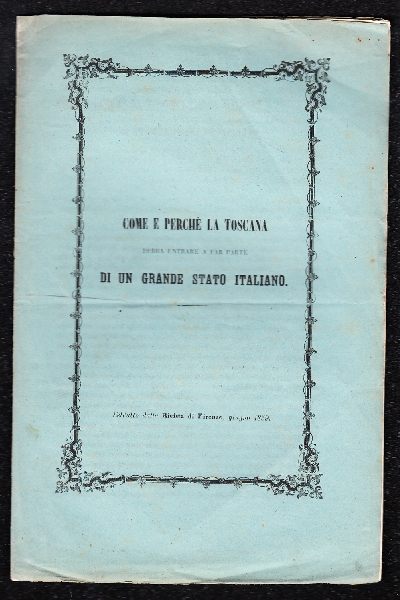 COME E PERCHÈ LA TOSCANA
DEBBA ENTRARE A FAR PARTE
DI UN GRANDE STATO ITALIANO.
Estratto dalla Rivista di Firenze, giugno 1859.